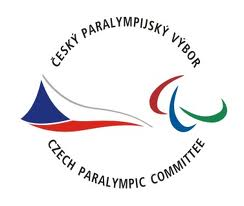 ČESKÝ PARALYMPIJSKÝ VÝBOR
CZECH PARALYMPIC COMMITTEE